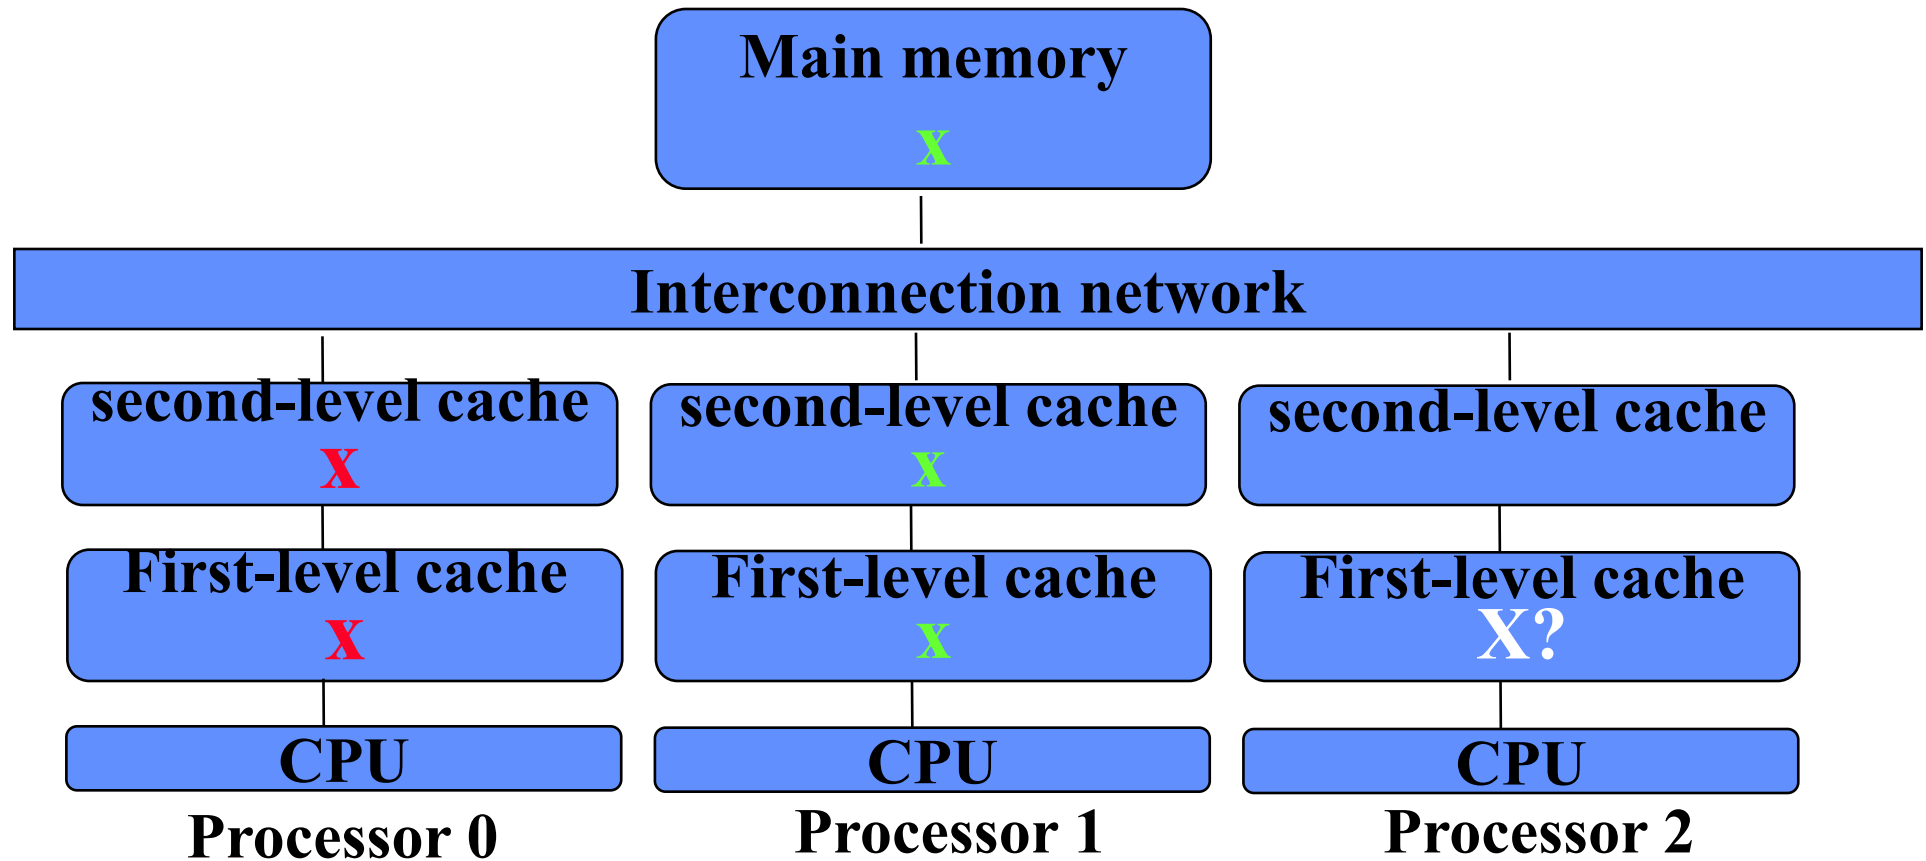 Main memory
x
Interconnection network
second-level cache second-level cache second-level cache
x x
First-level cache First-level cache First-level cache
x x X?
CPU CPU CPU
Processor 0 Processor 1 Processor 2